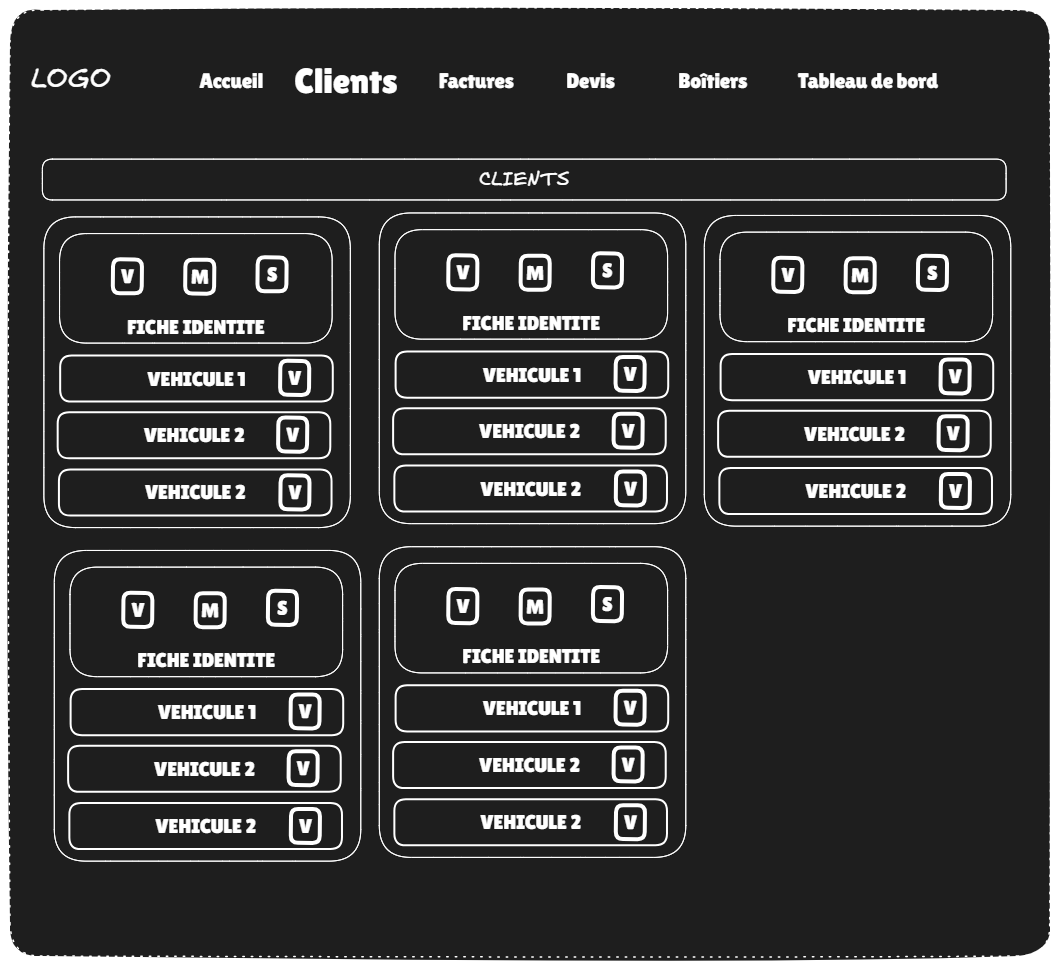 LOGO Accueil Clients Factures Devis Boîtiers Tableau de bord
CLIENTS
V M S
FICHE IDENTITE
VEHICULE 1 V
VEHICULE 2 V
VEHICULE 2 V
V M S
FICHE IDENTITE
VEHICULE 1 V
VEHICULE 2 V
VEHICULE 2 V
V M S
FICHE IDENTITE
VEHICULE 1 V
VEHICULE 2 V
VEHICULE 2 V
V M S
FICHE IDENTITE
VEHICULE 1 V
VEHICULE 2 V
VEHICULE 2 V
V M S
FICHE IDENTITE
VEHICULE 1 V
VEHICULE 2 V
VEHICULE 2 V